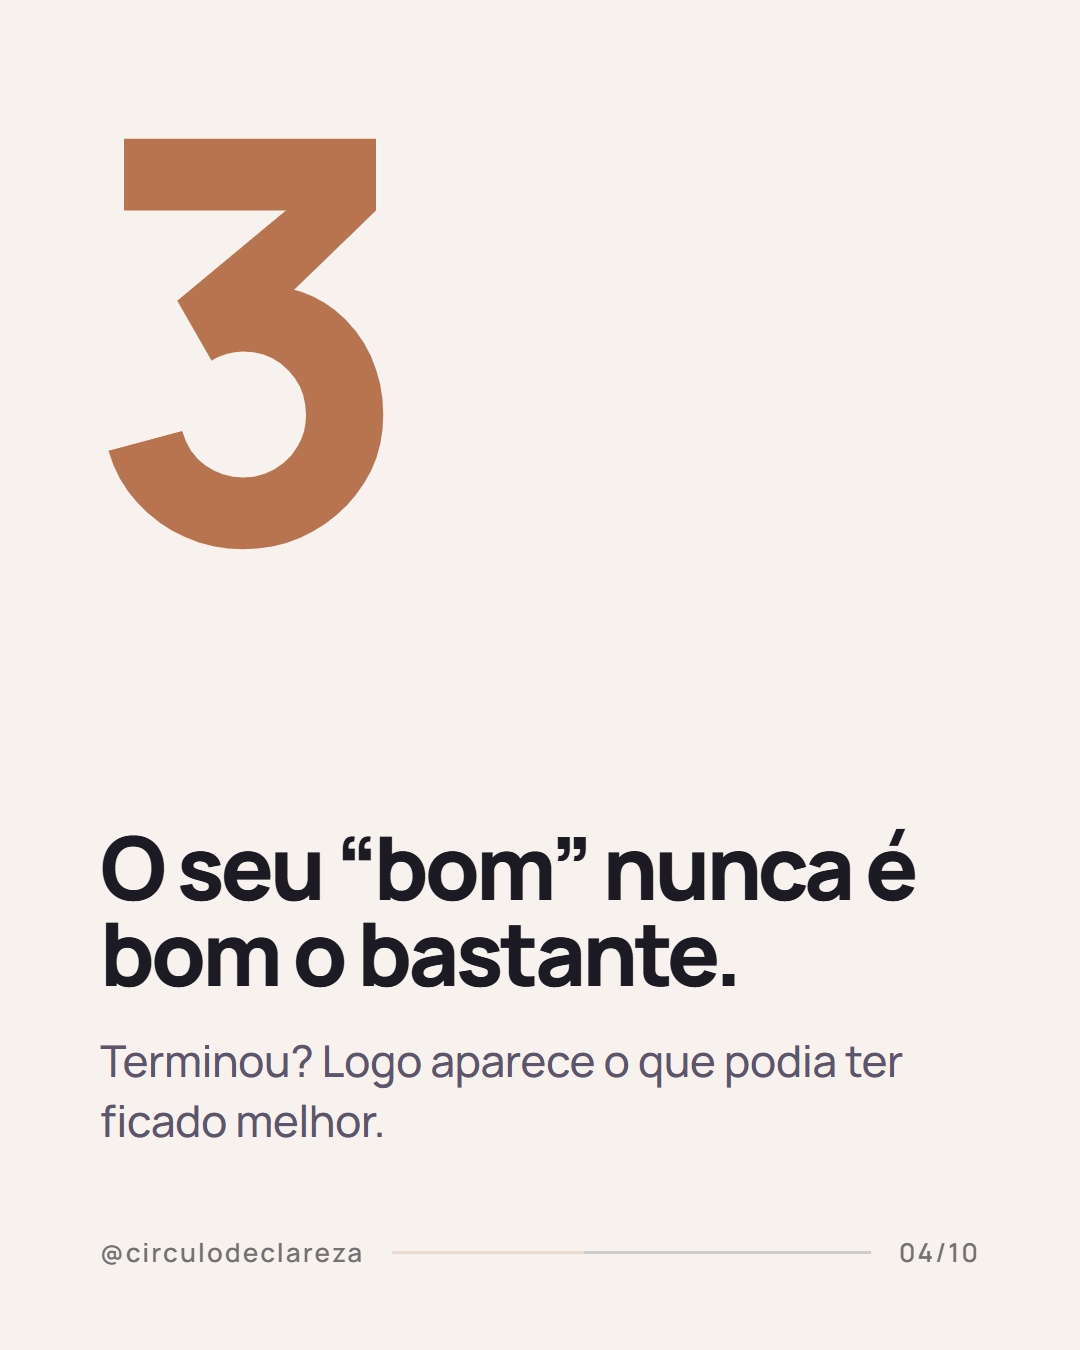 3
O seu “bom” nunca é
bom o bastante.
Terminou? Logo aparece o que podia ter
ficado melhor.
@circulodeclareza
04/10